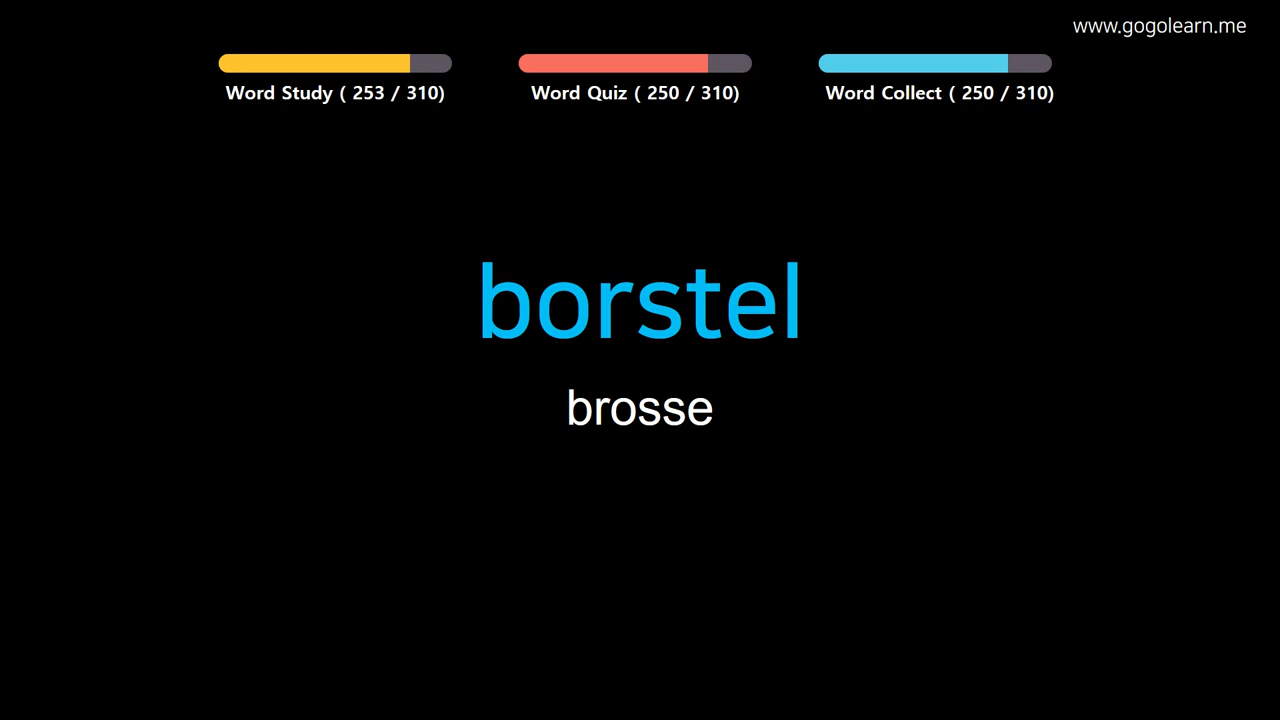 www.gogolearn.me
Word Study ( 253 / 310)
Word Quiz ( 250 / 310)
Word Collect ( 250 / 310)
borstel
brosse